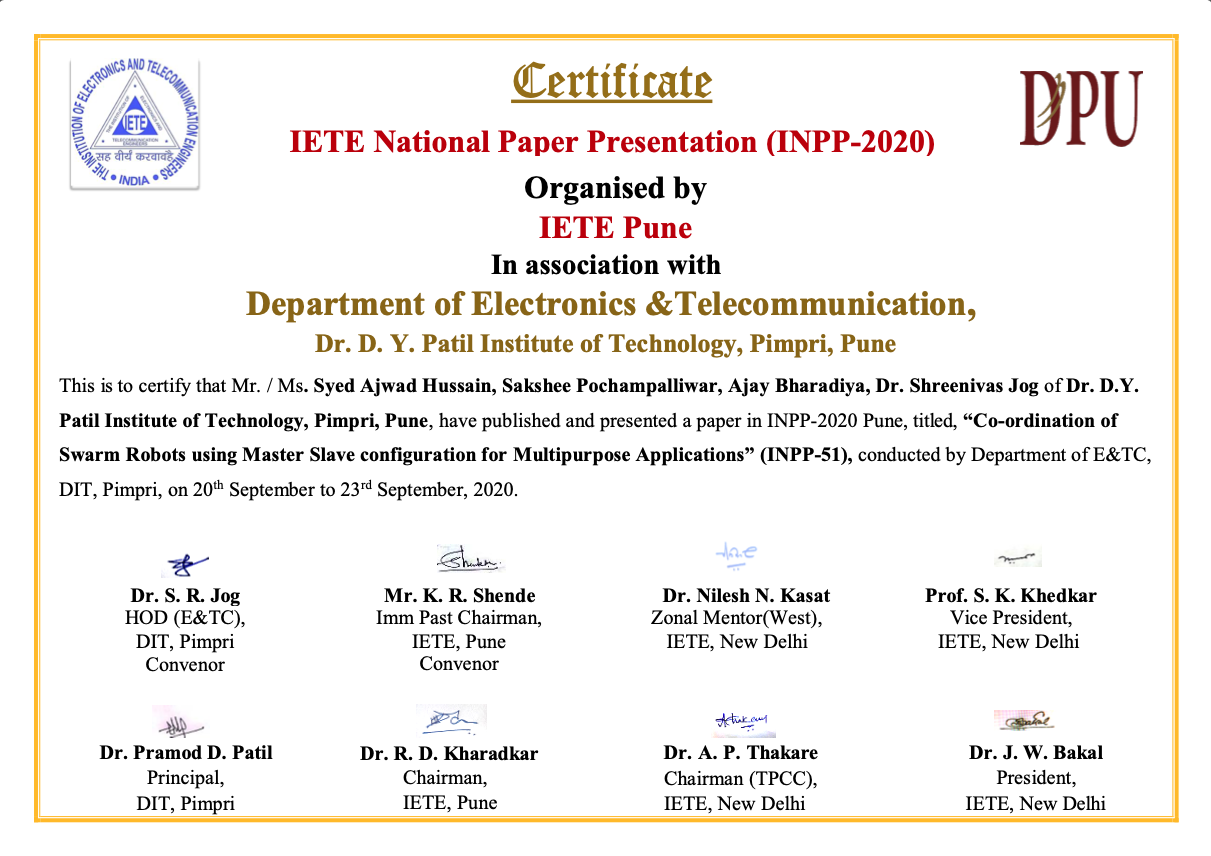 THE INSTITUTION OF ELECTRONICS AND TELECOMMUNICATION ENGINEERS
IETE
TELECOMMUNICATION
ENGINEERS
सह वीर्यं करवावहै
• INDIA •
Certificate
DPU
IETE National Paper Presentation (INPP-2020)
Organised by
IETE Pune
In association with
Department of Electronics &Telecommunication,
Dr. D. Y. Patil Institute of Technology, Pimpri, Pune
This is to certify that Mr. / Ms. Syed Ajwad Hussain, Sakshee Pochampalliwar, Ajay Bharadiya, Dr. Shreenivas Jog of Dr. D.Y.
Patil Institute of Technology, Pimpri, Pune, have published and presented a paper in INPP-2020 Pune, titled, “Co-ordination of
Swarm Robots using Master Slave configuration for Multipurpose Applications” (INPP-51), conducted by Department of E&TC,
DIT, Pimpri, on 20th September to 23rd September, 2020.
Dr. S. R. Jog
HOD (E&TC),
DIT, Pimpri
Convenor
Mr. K. R. Shende
Imm Past Chairman,
IETE, Pune
Convenor
Dr. Nilesh N. Kasat
Zonal Mentor(West),
IETE, New Delhi
Prof. S. K. Khedkar
Vice President,
IETE, New Delhi
Dr. Pramod D. Patil
Principal,
DIT, Pimpri
Dr. R. D. Kharadkar
Chairman,
IETE, Pune
Dr. A. P. Thakare
Chairman (TPCC),
IETE, New Delhi
Dr. J. W. Bakal
President,
IETE, New Delhi